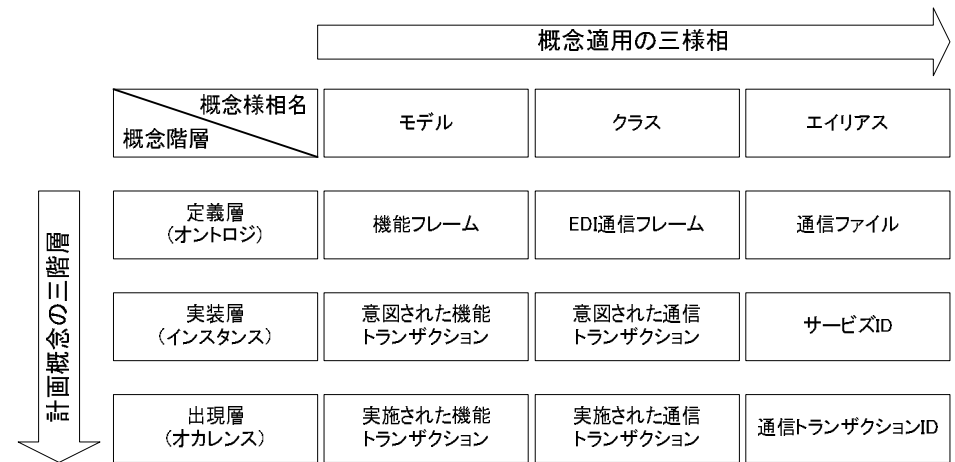 概念適用の三様相
概念様相名
概念階層
モデル
クラス
エイリアス
計画概念の三階層
定義層
(オントロジ)
機能フレーム
EDI通信フレーム
通信ファイル
実装層
(インスタンス)
意図された機能
トランザクション
意図された通信
トランザクション
サービズID
出現層
(オカレンス)
実施された機能
トランザクション
実施された通信
トランザクション
通信トランザクションID